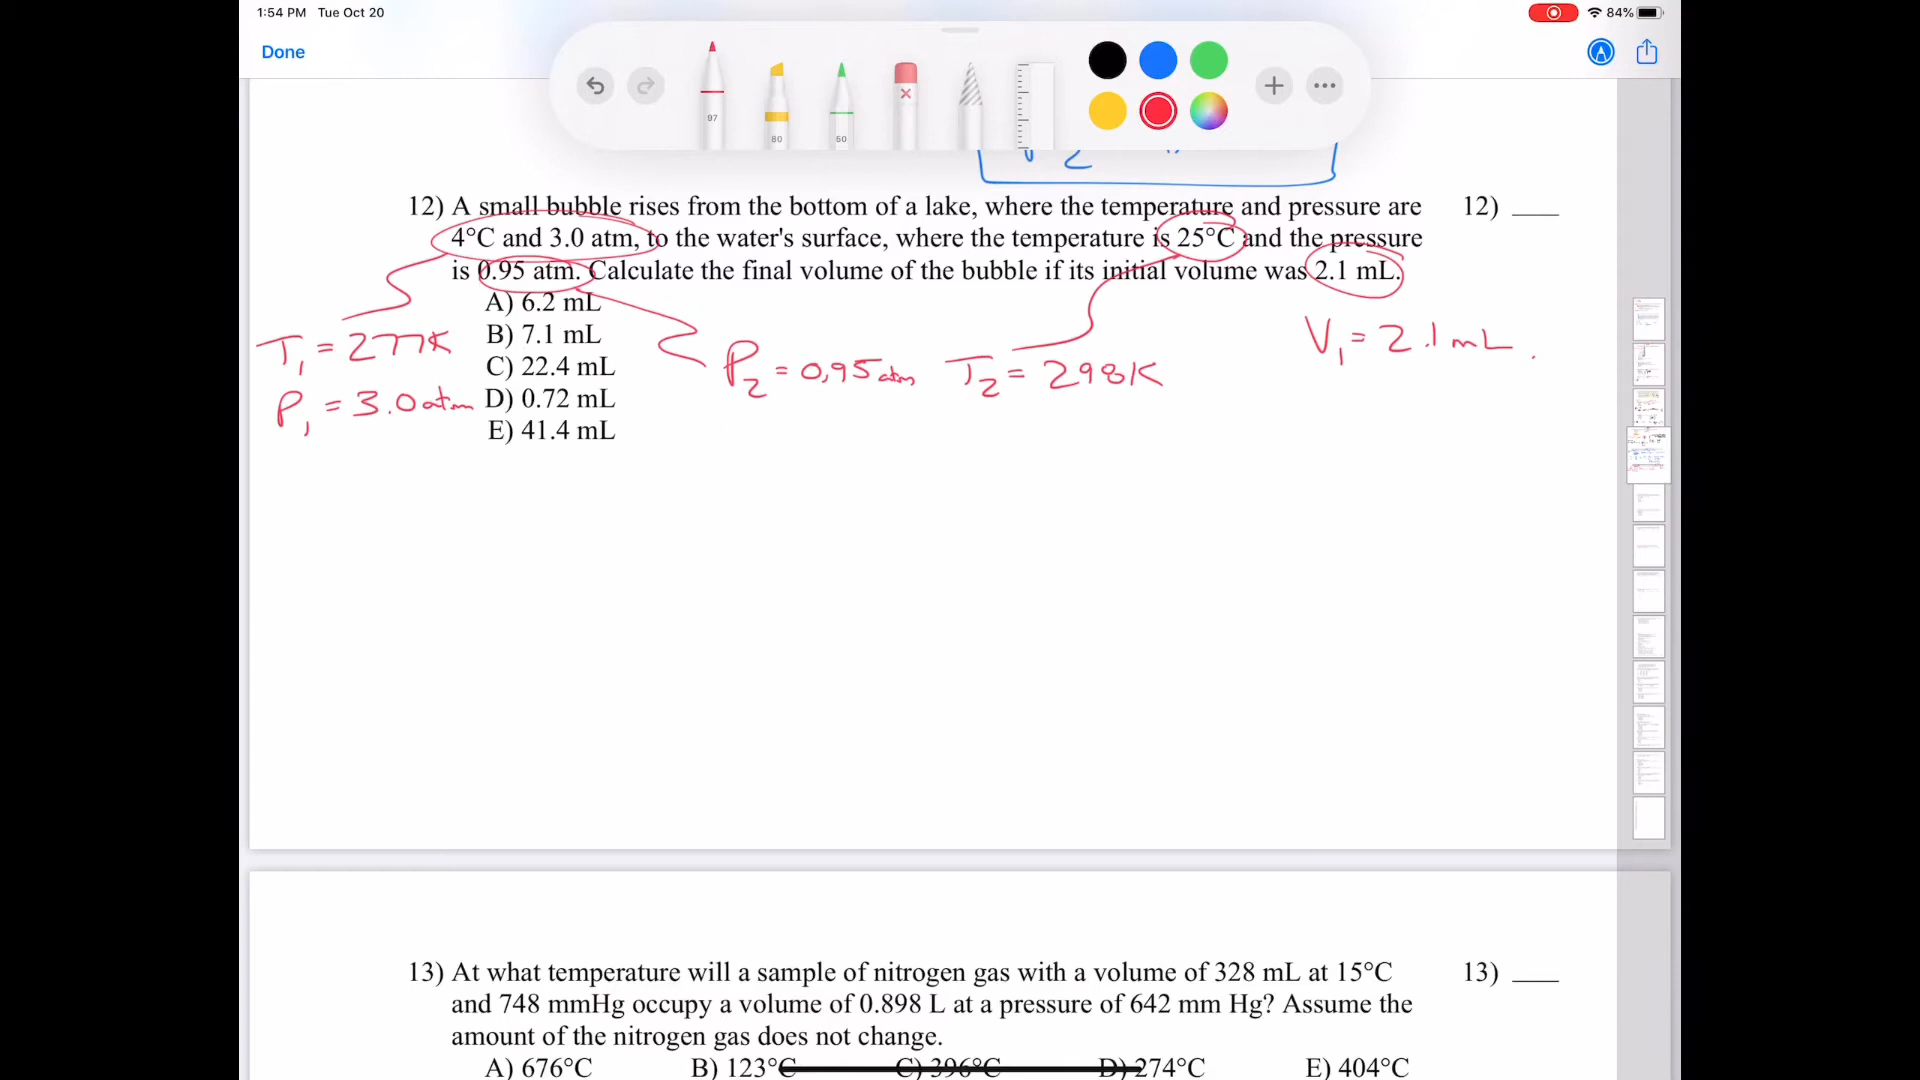 1:54 PM Tue Oct 20
84%
Done
97
80
50
12) A small bubble rises from the bottom of a lake, where the temperature and pressure are 12) ____
4°C and 3.0 atm, to the water's surface, where the temperature is 25°C and the pressure
is 0.95 atm. Calculate the final volume of the bubble if its initial volume was 2.1 mL.
A) 6.2 mL
B) 7.1 mL
C) 22.4 mL
D) 0.72 mL
E) 41.4 mL
T₁ = 277K
P₁ = 3.0 atm
P₂ = 0,95 atm T₂ = 298K
V₁ = 2.1 mL.
13) At what temperature will a sample of nitrogen gas with a volume of 328 mL at 15°C 13) ____
and 748 mmHg occupy a volume of 0.898 L at a pressure of 642 mm Hg? Assume the
amount of the nitrogen gas does not change.
A) 676°C B) 123°C C) 396°C D) 274°C E) 404°C